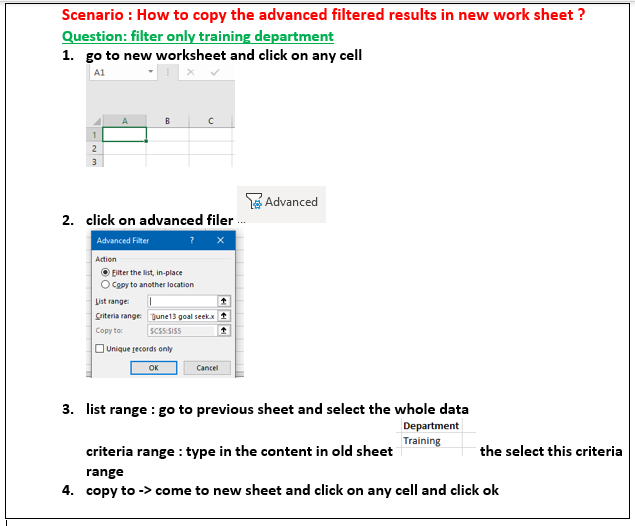 Scenario : How to copy the advanced filtered results in new work sheet ?
Question: filter only training department
1. go to new worksheet and click on any cell
A1
A B C
1
2
3
Advanced
2. click on advanced filer ...
Advanced Filter ? X
Action
Filter the list, in-place
Copy to another location
List range:
Criteria range: '[june13 goal seek.x
Copy to: $C$5:$I$5
Unique records only
OK Cancel
3. list range : go to previous sheet and select the whole data
Department
Training
criteria range : type in the content in old sheet the select this criteria
range
4. copy to -> come to new sheet and click on any cell and click ok